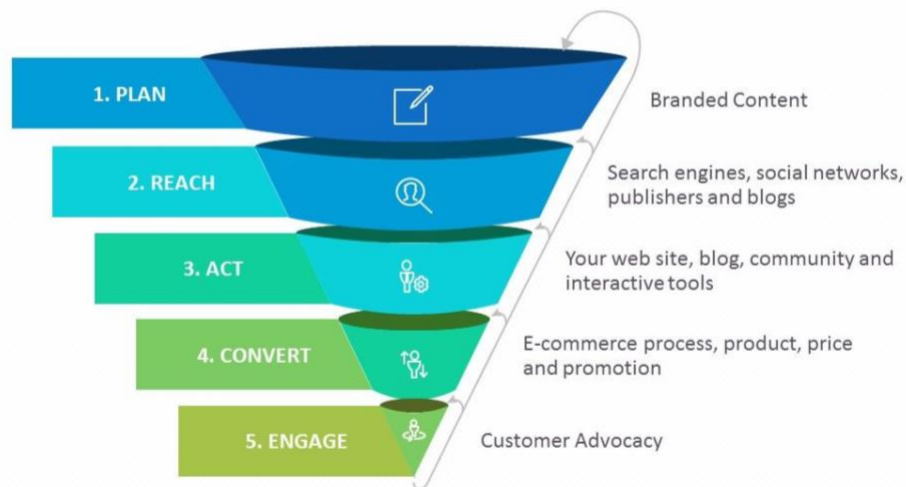 1. PLAN
Branded Content
2. REACH
Search engines, social networks,
publishers and blogs
3. ACT
Your web site, blog, community and
interactive tools
4. CONVERT
E-commerce process, product, price
and promotion
5. ENGAGE
Customer Advocacy